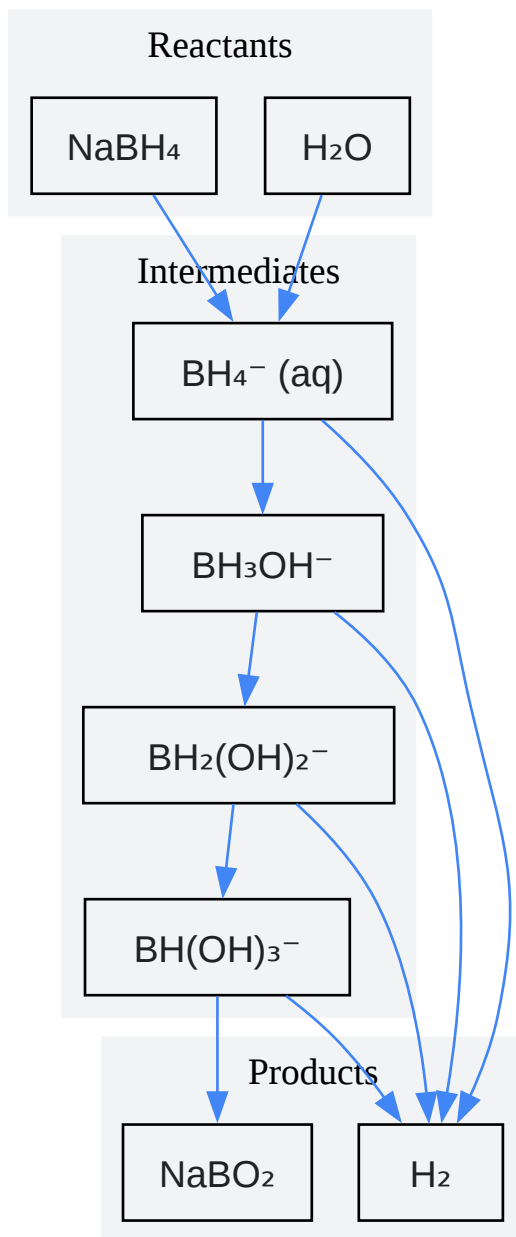 Reactants
NaBH₄
H₂O
Intermediates
BH₄⁻ (aq)
BH₃OH⁻
BH₂(OH)₂⁻
BH(OH)₃⁻
Products
NaBO₂
H₂